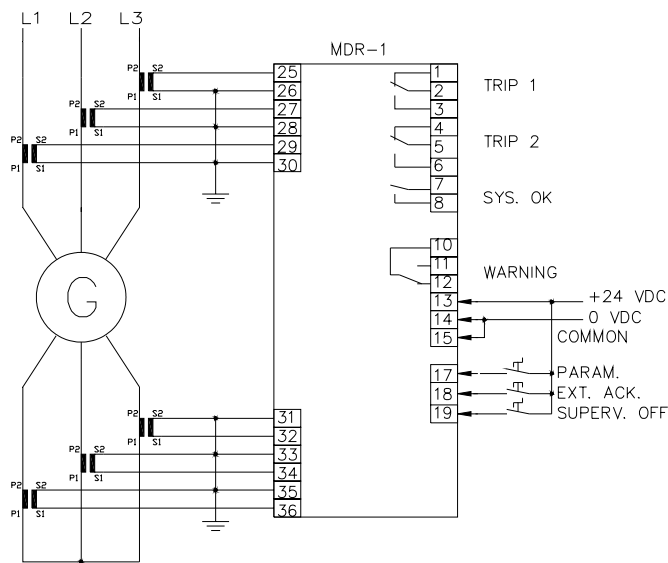 L1 L2 L3
MDR-1
P2 S2 25 1
P1 S1 26 2 TRIP 1
P2 S2 27 3
P1 S1 28 4
P2 S2 29 5 TRIP 2
P1 S1 30 6
7
8 SYS. OK
10
11
12 WARNING
G
13 +24 VDC
14 0 VDC
15 COMMON
17 PARAM.
18 EXT. ACK.
19 SUPERV. OFF
P2 S2 31
P1 S1 32
P2 S2 33
P1 S1 34
P2 S2 35
P1 S1 36